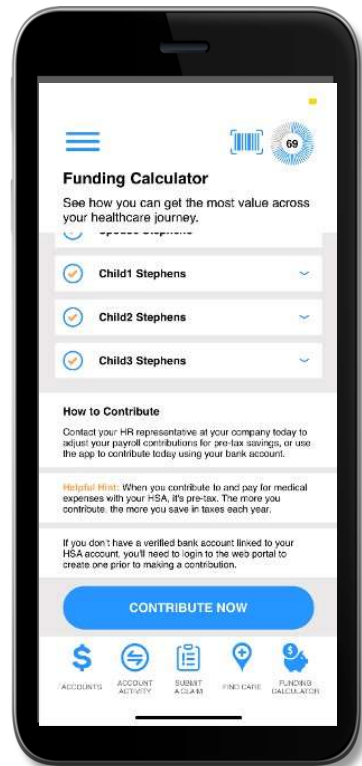 69
Funding Calculator
See how you can get the most value across
your healthcare journey.
Spouse Stephens
Child1 Stephens
Child2 Stephens
Child3 Stephens
How to Contribute
Contact your HR representative at your company today to
adjust your payroll contributions for pre-tax savings, or use
the app to contribute today using your bank account.
Helpful Hint: When you contribute to and pay for medical
expenses with your HSA, it's pre-tax. The more you
contribute, the more you save in taxes each year.
If you don't have a verified bank account linked to your
HSA account, you'll need to login to the web portal to
create one prior to making a contribution.
CONTRIBUTE NOW
ACCOUNTS
ACCOUNT
ACTIVITY
SUBMIT
A CLAIM
FIND CARE
FUNDING
CALCULATOR